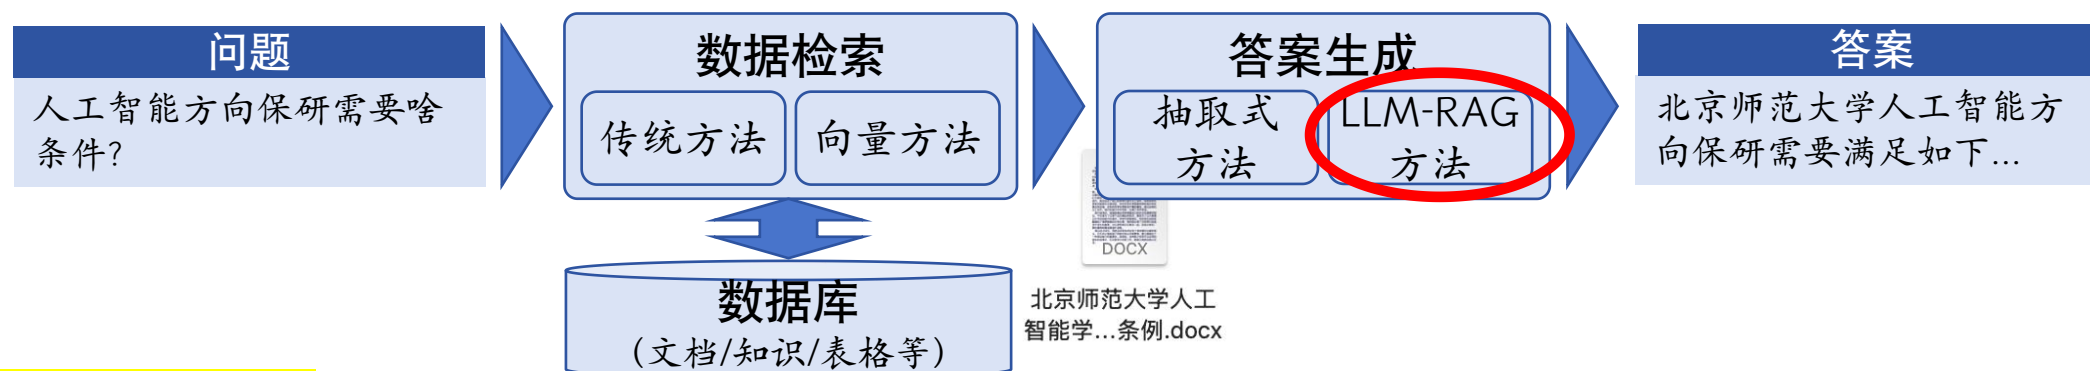 问题
人工智能方向保研需要啥
条件?
数据检索
传统方法
向量方法
答案生成
抽取式
方法
LLM-RAG
方法
答案
北京师范大学人工智能方
向保研需要满足如下...
数据库
(文档/知识/表格等)
DOCX
北京师范大学人工
智能学...条例.docx